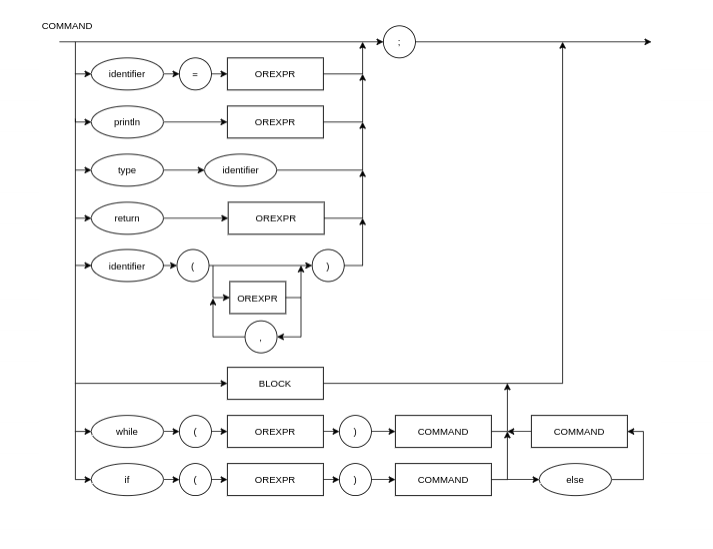 COMMAND
;
identifier = OREXPR
println OREXPR
type identifier
return OREXPR
identifier ( )
OREXPR
,
BLOCK
while ( OREXPR ) COMMAND COMMAND
if ( OREXPR ) COMMAND else